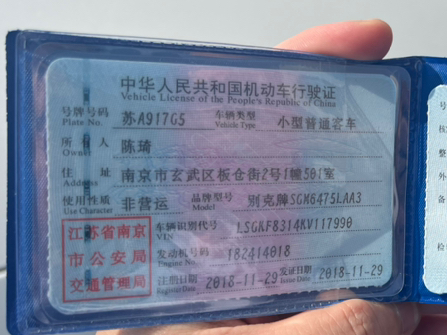 中华人民共和国机动车行驶证
Vehicle License of the People's Republic of China
号牌号码 苏A917G5 车辆类型 小型普通客车
Plate No. Vehicle Type
所有人 陈琦
Owner
住址 南京市玄武区板仓街2号1幢501室
Address
使用性质 非营运 品牌型号 别克牌SGM6475LAA3
Use Character Model
江苏省南京
市公安局
交通管理局
车辆识别代号 LSGKF8314KV117990
VIN
发动机号码 182414018
Engine No.
注册日期 2018-11-29 发证日期 2018-11-29
Register Date Issue Date